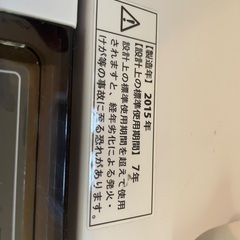 【製造年】 2015年
【設計上の標準使用期間】 7年
設計上の標準使用期間を超えて使用
されますと、経年劣化による発火・
けが等の事故に至る恐れがあります。